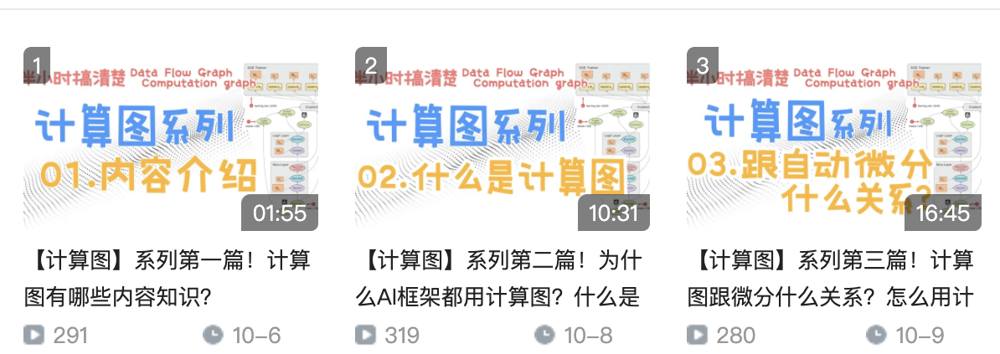 1
半小时搞清楚 Data Flow Graph
Computation graph
计算图系列
01.内容介绍
01:55
【计算图】系列第一篇！计算
图有哪些内容知识？
291
10-6
2
半小时搞清楚 Data Flow Graph
Computation graph
计算图系列
02.什么是计算图
10:31
【计算图】系列第二篇！为什
么AI框架都用计算图？什么是
319
10-8
3
半小时搞清楚 Data Flow Graph
Computation graph
计算图系列
03.跟自动微分
什么关系?
16:45
【计算图】系列第三篇！计算
图跟微分什么关系？怎么用计
280
10-9